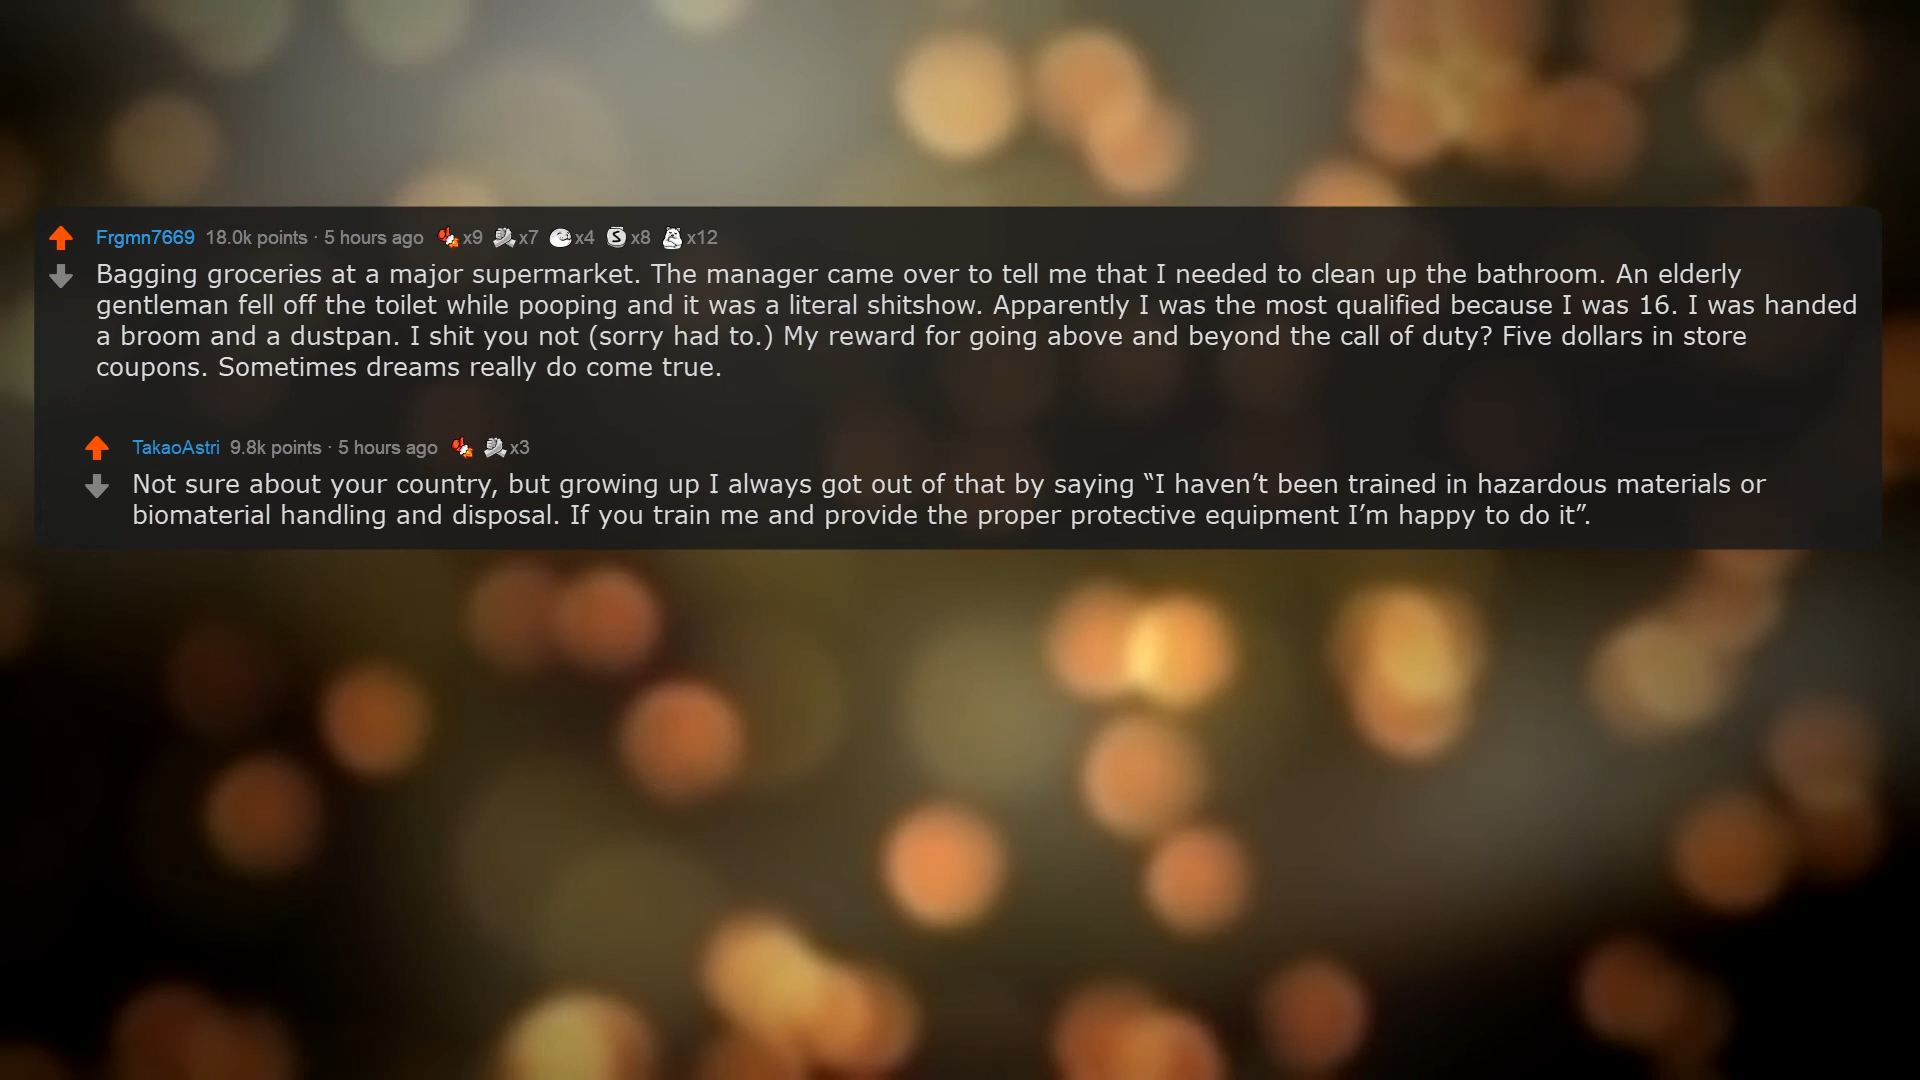 Frgmn7669 18.0k points · 5 hours ago x9 x7 x4 x8 x12
Bagging groceries at a major supermarket. The manager came over to tell me that I needed to clean up the bathroom. An elderly
gentleman fell off the toilet while pooping and it was a literal shitshow. Apparently I was the most qualified because I was 16. I was handed
a broom and a dustpan. I shit you not (sorry had to.) My reward for going above and beyond the call of duty? Five dollars in store
coupons. Sometimes dreams really do come true.
TakaoAstri 9.8k points · 5 hours ago x3
Not sure about your country, but growing up I always got out of that by saying “I haven’t been trained in hazardous materials or
biomaterial handling and disposal. If you train me and provide the proper protective equipment I’m happy to do it”.